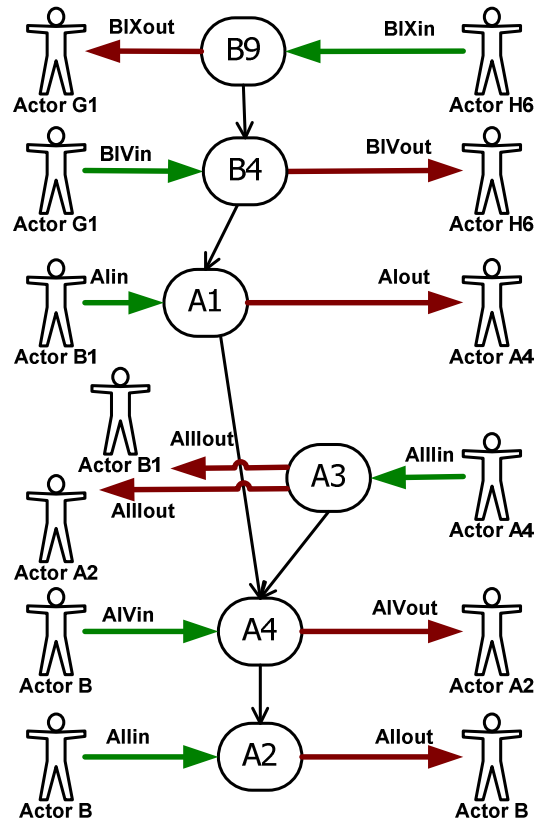 BIXout
B9
BIXin
Actor G1
Actor H6
BIVin
B4
BIVout
Actor G1
Actor H6
AIin
A1
AIout
Actor B1
Actor A4
AIIIout
Actor B1
A3
AIIIin
AIIIout
Actor A4
Actor A2
AIVin
A4
AIVout
Actor B
Actor A2
AIIin
A2
AIIout
Actor B
Actor B